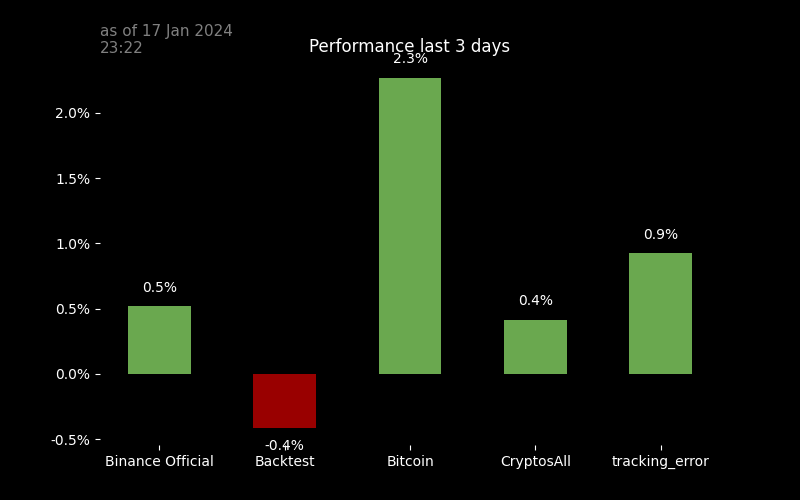 as of 17 Jan 2024
23:22
Performance last 3 days
2.3%
2.0%
1.5%
1.0%
0.9%
0.5%
0.4%
0.5%
0.0%
-0.5%
-0.4%
Binance Official
Backtest
Bitcoin
CryptosAll
tracking_error